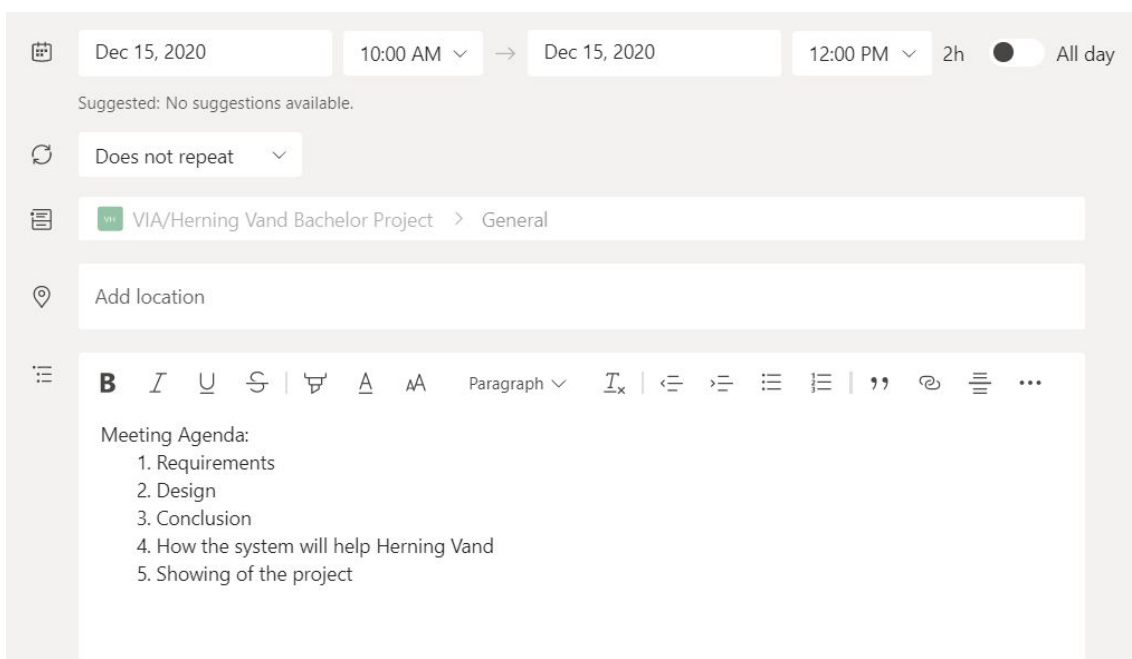 Dec 15, 2020 10:00 AM → Dec 15, 2020 12:00 PM 2h All day
Suggested: No suggestions available.
Does not repeat
VH VIA/Herning Vand Bachelor Project > General
Add location
B I U S A AA Paragraph Tx ,, ...
Meeting Agenda:
1. Requirements
2. Design
3. Conclusion
4. How the system will help Herning Vand
5. Showing of the project